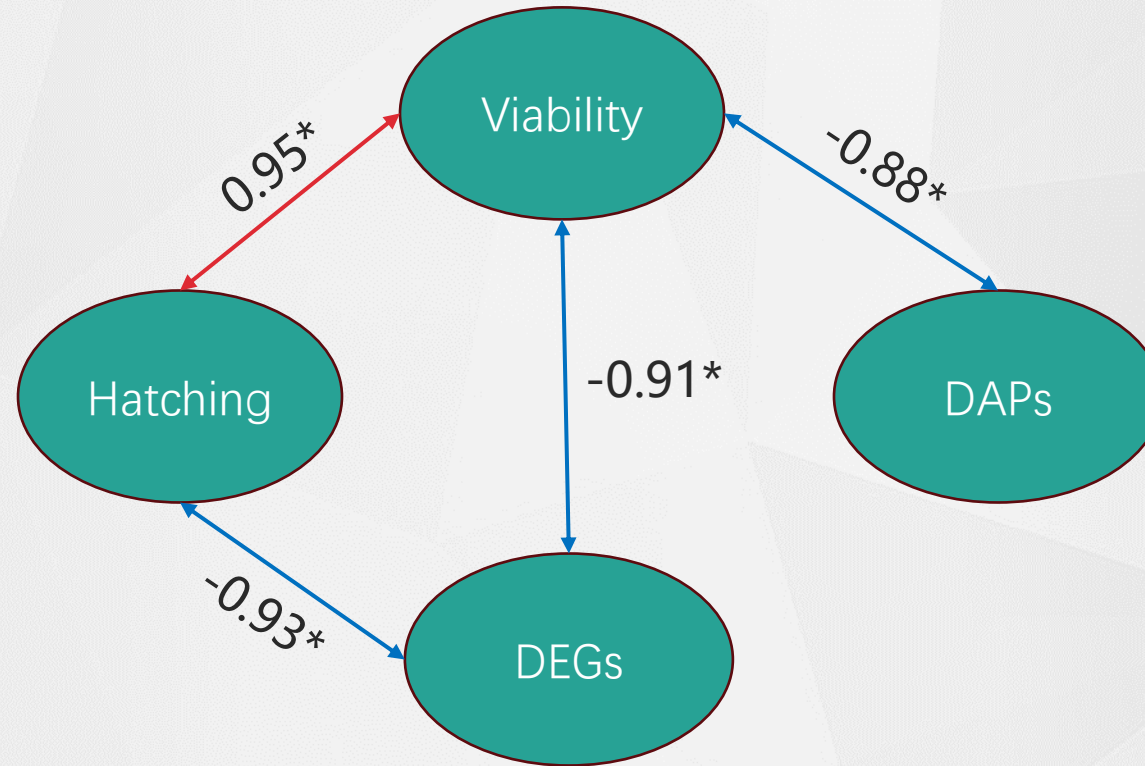 Viability
0.95*
-0.88*
Hatching
-0.91*
DAPs
-0.93*
DEGs